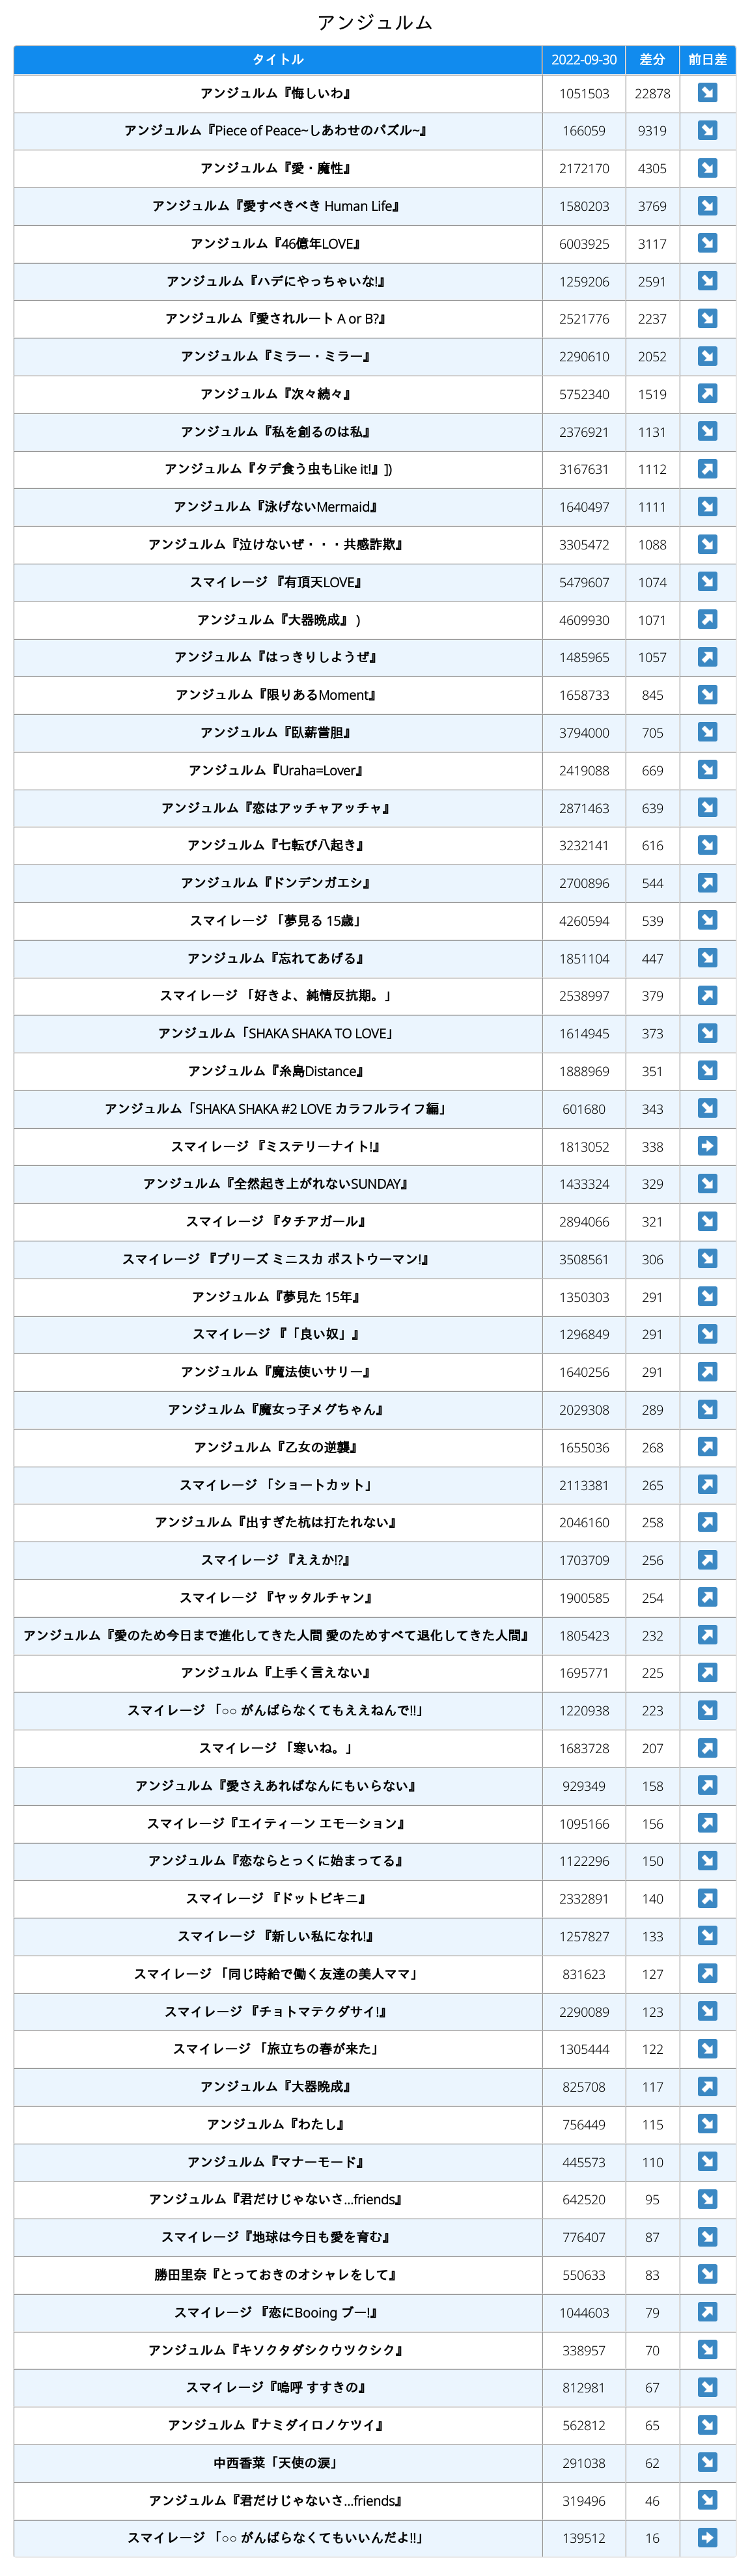 アンジュルム
タイトル 2022-09-30 差分 前日差
アンジュルム『悔しいわ』 1051503 22878 ↘
アンジュルム『Piece of Peace~しあわせのパズル~』 166059 9319 ↘
アンジュルム『愛・魔性』 2172170 4305 ↘
アンジュルム『愛すべきべき Human Life』 1580203 3769 ↘
アンジュルム『46億年LOVE』 6003925 3117 ↘
アンジュルム『ハデにやっちゃいな!』 1259206 2591 ↘
アンジュルム『愛されルート A or B?』 2521776 2237 ↘
アンジュルム『ミラー・ミラー』 2290610 2052 ↘
アンジュルム『次々続々』 5752340 1519 ↗
アンジュルム『私を創るのは私』 2376921 1131 ↘
アンジュルム『タデ食う虫もLike it!』]) 3167631 1112 ↗
アンジュルム『泳げないMermaid』 1640497 1111 ↘
アンジュルム『泣けないぜ・・・共感詐欺』 3305472 1088 ↘
スマイレージ 『有頂天LOVE』 5479607 1074 ↘
アンジュルム『大器晩成』 ) 4609930 1071 ↗
アンジュルム『はっきりしようぜ』 1485965 1057 ↗
アンジュルム『限りあるMoment』 1658733 845 ↘
アンジュルム『臥薪嘗胆』 3794000 705 ↘
アンジュルム『Uraha=Lover』 2419088 669 ↘
アンジュルム『恋はアッチャアッチャ』 2871463 639 ↘
アンジュルム『七転び八起き』 3232141 616 ↘
アンジュルム『ドンデンガエシ』 2700896 544 ↗
スマイレージ 「夢見る 15歳」 4260594 539 ↘
アンジュルム『忘れてあげる』 1851104 447 ↘
スマイレージ 「好きよ、純情反抗期。」 2538997 379 ↗
アンジュルム「SHAKA SHAKA TO LOVE」 1614945 373 ↘
アンジュルム『糸島Distance』 1888969 351 ↘
アンジュルム「SHAKA SHAKA #2 LOVE カラフルライフ編」 601680 343 ↘
スマイレージ 『ミステリーナイト!』 1813052 338 ➡
アンジュルム『全然起き上がれないSUNDAY』 1433324 329 ↘
スマイレージ 『タチアガール』 2894066 321 ↘
スマイレージ 『プリーズ ミニスカ ポストウーマン!』 3508561 306 ↘
アンジュルム『夢見た 15年』 1350303 291 ↘
スマイレージ 『「良い奴」』 1296849 291 ↘
アンジュルム『魔法使いサリー』 1640256 291 ↗
アンジュルム『魔女っ子メグちゃん』 2029308 289 ↘
アンジュルム『乙女の逆襲』 1655036 268 ↗
スマイレージ 「ショートカット」 2113381 265 ↗
アンジュルム『出すぎた杭は打たれない』 2046160 258 ↗
スマイレージ 『ええか!?』 1703709 256 ↗
スマイレージ 『ヤッタルチャン』 1900585 254 ↗
アンジュルム『愛のため今日まで進化してきた人間 愛のためすべて退化してきた人間』 1805423 232 ↗
アンジュルム『上手く言えない』 1695771 225 ↗
スマイレージ 「○○ がんばらなくてもええねんで!!」 1220938 223 ↘
スマイレージ 「寒いね。」 1683728 207 ↗
アンジュルム『愛さえあればなんにもいらない』 929349 158 ↗
スマイレージ『エイティーン エモーション』 1095166 156 ↗
アンジュルム『恋ならとっくに始まってる』 1122296 150 ↘
スマイレージ 『ドットビキニ』 2332891 140 ↗
スマイレージ 『新しい私になれ!』 1257827 133 ↘
スマイレージ 「同じ時給で働く友達の美人ママ」 831623 127 ↗
スマイレージ 『チョトマテクダサイ!』 2290089 123 ↘
スマイレージ 「旅立ちの春が来た」 1305444 122 ↘
アンジュルム『大器晩成』 825708 117 ↗
アンジュルム『わたし』 756449 115 ↘
アンジュルム『マナーモード』 445573 110 ↘
アンジュルム『君だけじゃないさ...friends』 642520 95 ↘
スマイレージ『地球は今日も愛を育む』 776407 87 ↘
勝田里奈『とっておきのオシャレをして』 550633 83 ↘
スマイレージ 『恋にBooing ブー!』 1044603 79 ↗
アンジュルム『キソクタダシクウツクシク』 338957 70 ↘
スマイレージ『嗚呼 すすきの』 812981 67 ↘
アンジュルム『ナミダイロノケツイ』 562812 65 ↘
中西香菜「天使の涙」 291038 62 ↘
アンジュルム『君だけじゃないさ...friends』 319496 46 ↘
スマイレージ 「○○ がんばらなくてもいいんだよ!!」 139512 16 ➡